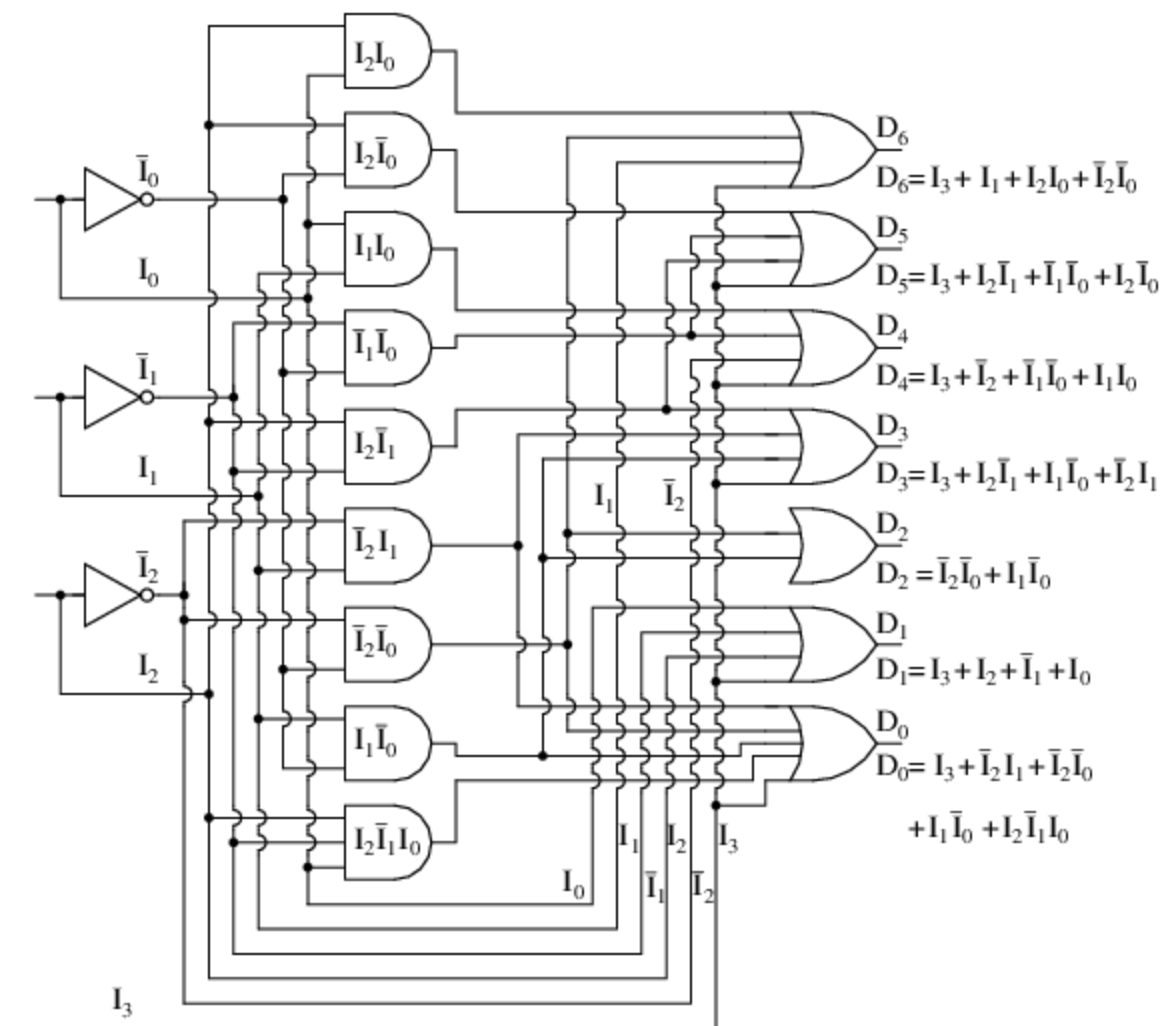 I₂I₀
D₆
I₂Ī₀
Ī₀
D₆= I₃+ I₁+I₂I₀+Ī₂Ī₀
D₅
I₁I₀
I₀
D₅= I₃+I₂Ī₁+Ī₁Ī₀+I₂Ī₀
D₄
Ī₁Ī₀
Ī₁
D₄= I₃+Ī₂+Ī₁Ī₀+I₁I₀
D₃
I₂Ī₁
I₁
D₃= I₃+I₂Ī₁+I₁Ī₀+Ī₂I₁
I₁
Ī₂
D₂
Ī₂I₁
Ī₂
D₂ =Ī₂Ī₀+I₁Ī₀
D₁
Ī₂Ī₀
I₂
D₁= I₃+I₂+Ī₁+I₀
D₀
I₁Ī₀
D₀= I₃+Ī₂I₁+Ī₂Ī₀
+I₁Ī₀ +I₂Ī₁I₀
I₂Ī₁I₀
I₁
I₂
I₃
I₀
Ī₁
Ī₂
I₃